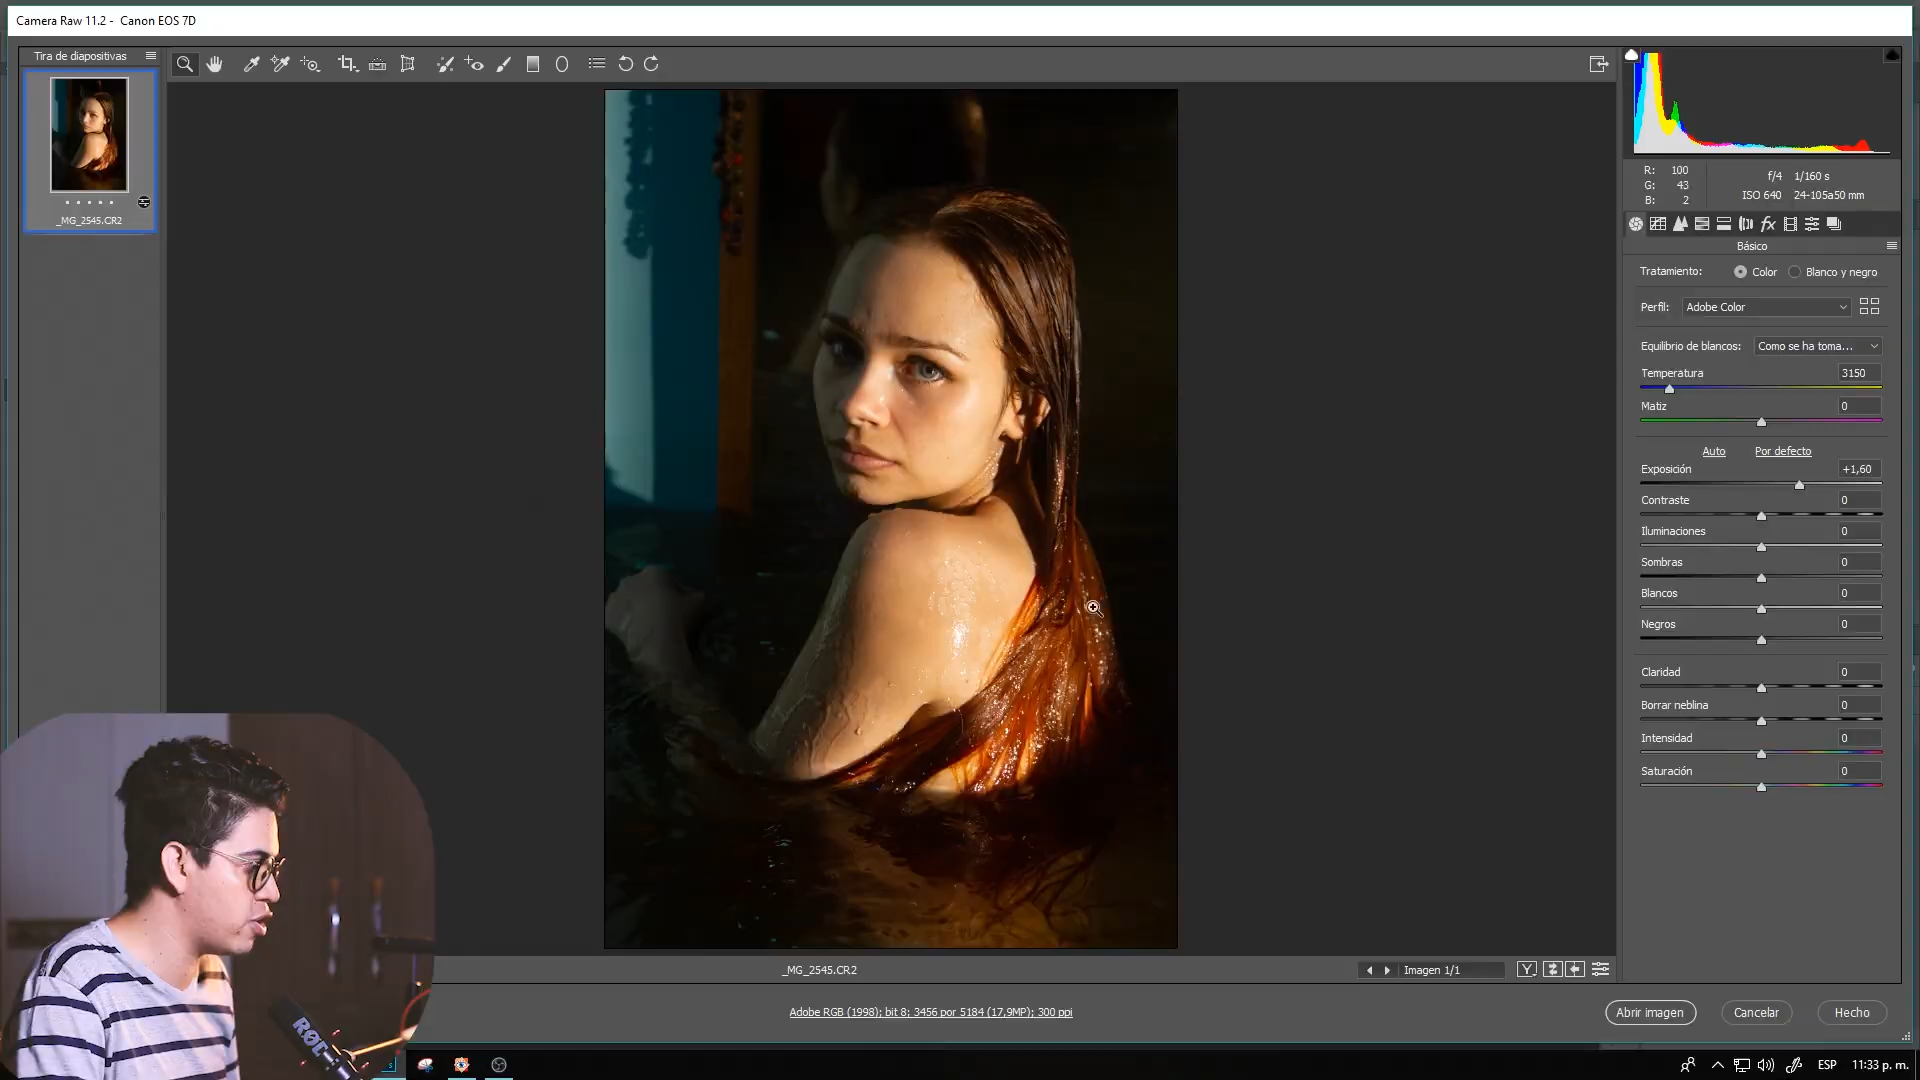 Camera Raw 11.2 - Canon EOS 7D
Tira de diapositivas
_MG_2545.CR2
R: 100
G: 43
B: 2
f/4 1/160 s
ISO 640 24-105a50 mm
Básico
Tratamiento: Color Blanco y negro
Perfil: Adobe Color
Equilibrio de blancos: Como se ha toma...
Temperatura 3150
Matiz 0
Auto Por defecto
Exposición +1,60
Contraste 0
Iluminaciones 0
Sombras 0
Blancos 0
Negros 0
Claridad 0
Borrar neblina 0
Intensidad 0
Saturación 0
_MG_2545.CR2
Imagen 1/1
Y
Adobe RGB (1998); bit 8; 3456 por 5184 (17,9MP); 300 ppi
Abrir imagen Cancelar Hecho
RØDE
ESP 11:33 p. m.